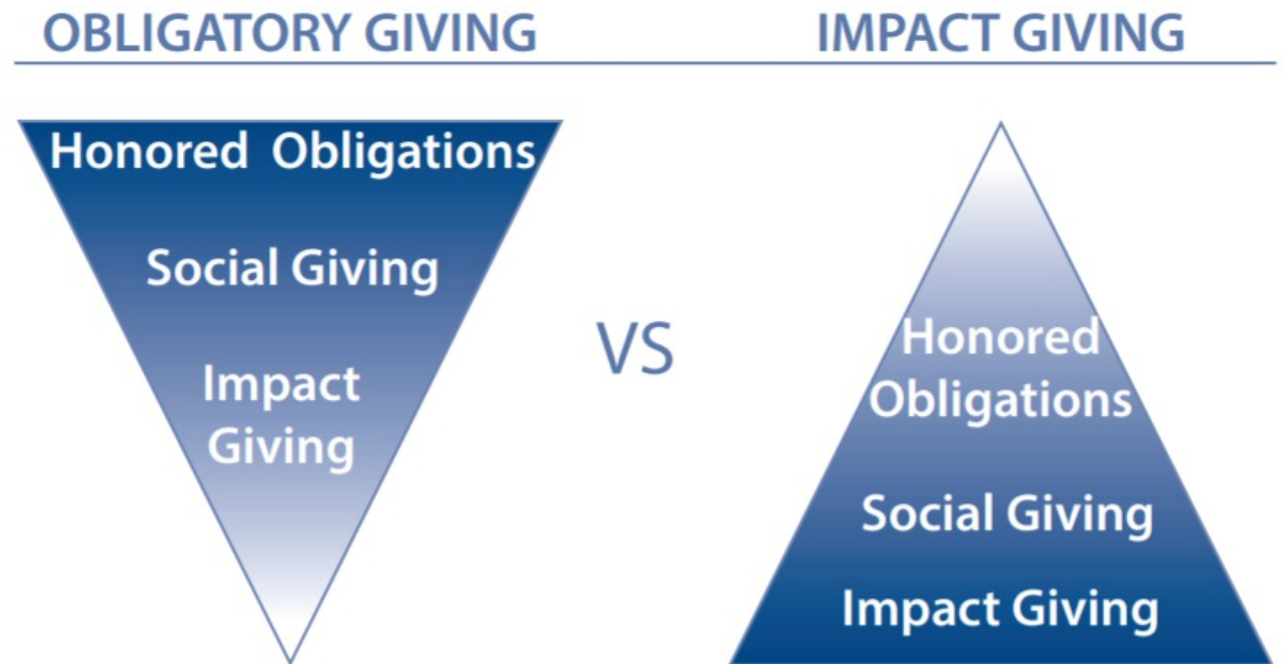 OBLIGATORY GIVING
IMPACT GIVING
Honored Obligations
Social Giving
Impact
Giving
VS
Honored
Obligations
Social Giving
Impact Giving